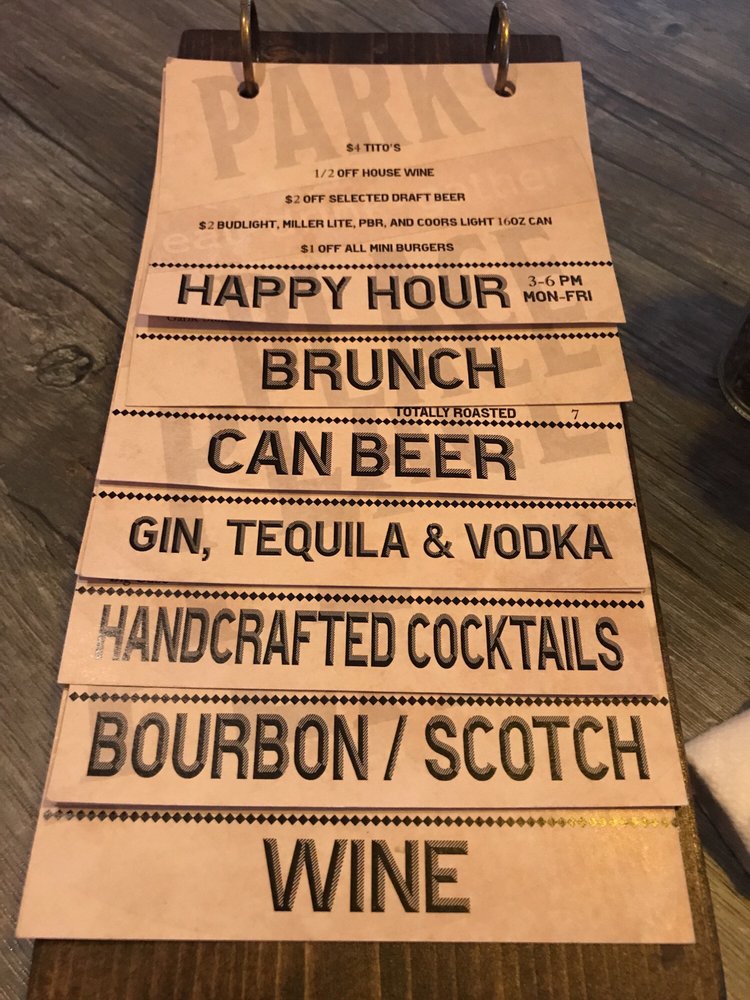 PARK
$4 TITO'S
1/2 OFF HOUSE WINE
$2 OFF SELECTED DRAFT BEER
$2 BUDLIGHT, MILLER LITE, PBR, AND COORS LIGHT 16OZ CAN
$1 OFF ALL MINI BURGERS
HAPPY HOUR 3-6 PM
MON-FRI
BRUNCH
TOTALLY ROASTED 7
CAN BEER
GIN, TEQUILA & VODKA
HANDCRAFTED COCKTAILS
BOURBON / SCOTCH
WINE